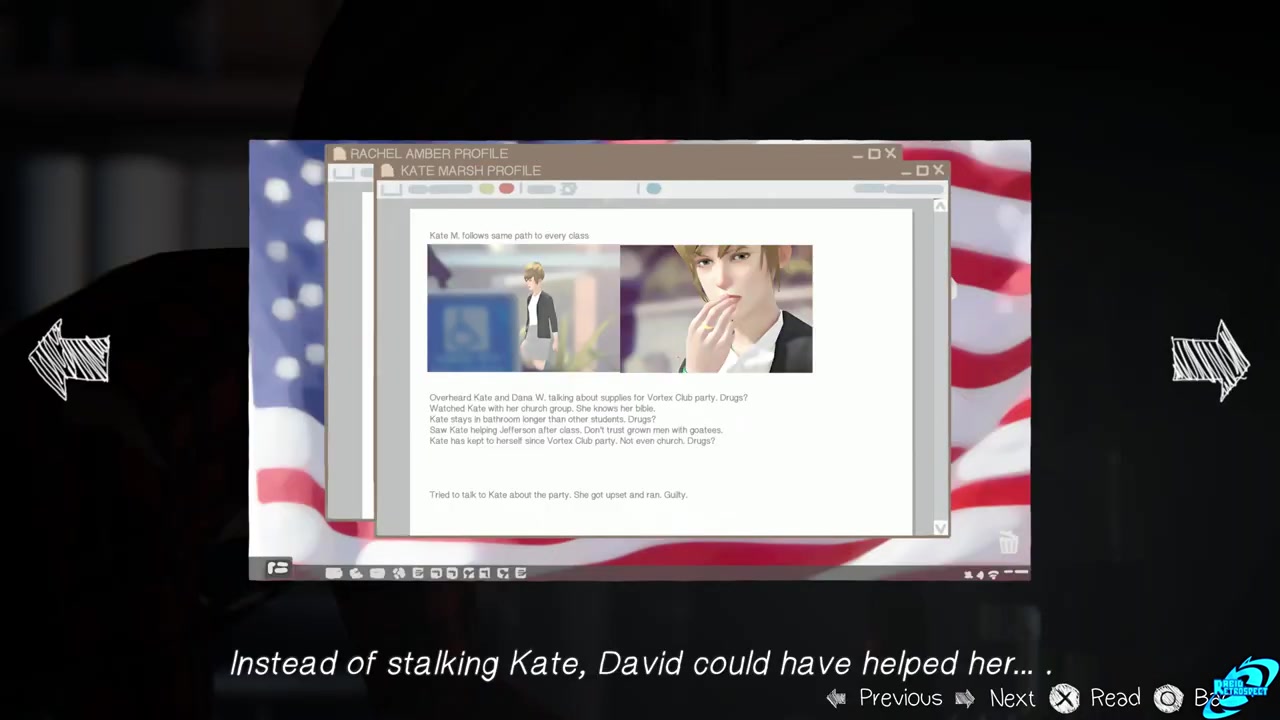 RACHEL AMBER PROFILE
KATE MARSH PROFILE
Kate M. follows same path to every class
Overheard Kate and Dana W. talking about supplies for Vortex Club party. Drugs?
Watched Kate with her church group. She knows her bible.
Kate stays in bathroom longer than other students. Drugs?
Saw Kate helping Jefferson after class. Don't trust grown men with goatees.
Kate has kept to herself since Vortex Club party. Not even church. Drugs?
Tried to talk to Kate about the party. She got upset and ran. Guilty.
Instead of stalking Kate, David could have helped her... .
Previous Next Read Ba
RETROSPECT